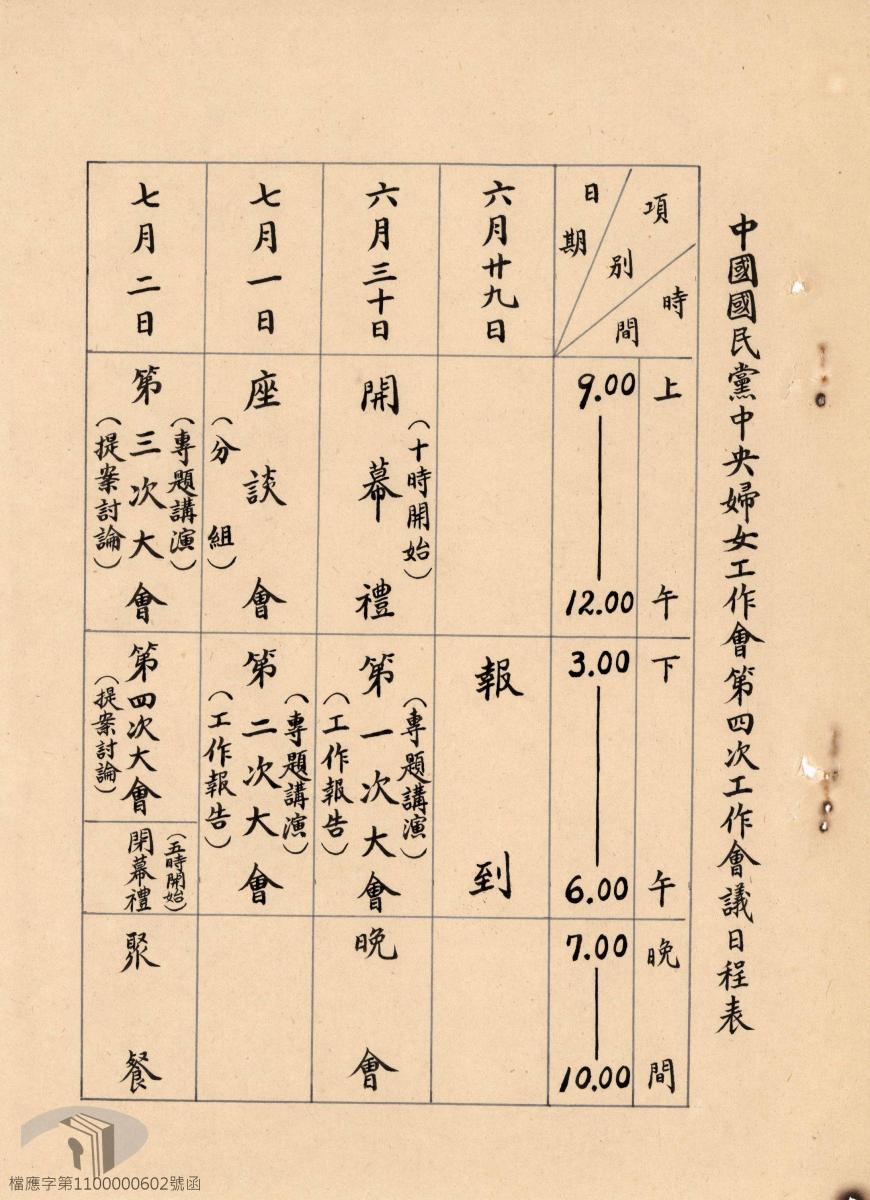 中國國民黨中央婦女工作會第四次工作會議日程表
項別
時間
日期
上午
9.00
12.00
下午
3.00
6.00
晚間
7.00
10.00
六月廿九日
報到
六月三十日
(十時開始)
開幕禮
(專題講演)
第一次大會
(工作報告)
晚會
七月一日
座談會
(分組)
(專題講演)
第二次大會
(工作報告)
七月二日
(專題講演)
第三次大會
(提案討論)
第四次大會
(提案討論)
(五時開始)
閉幕禮
聚餐
檔應字第1100000602號函